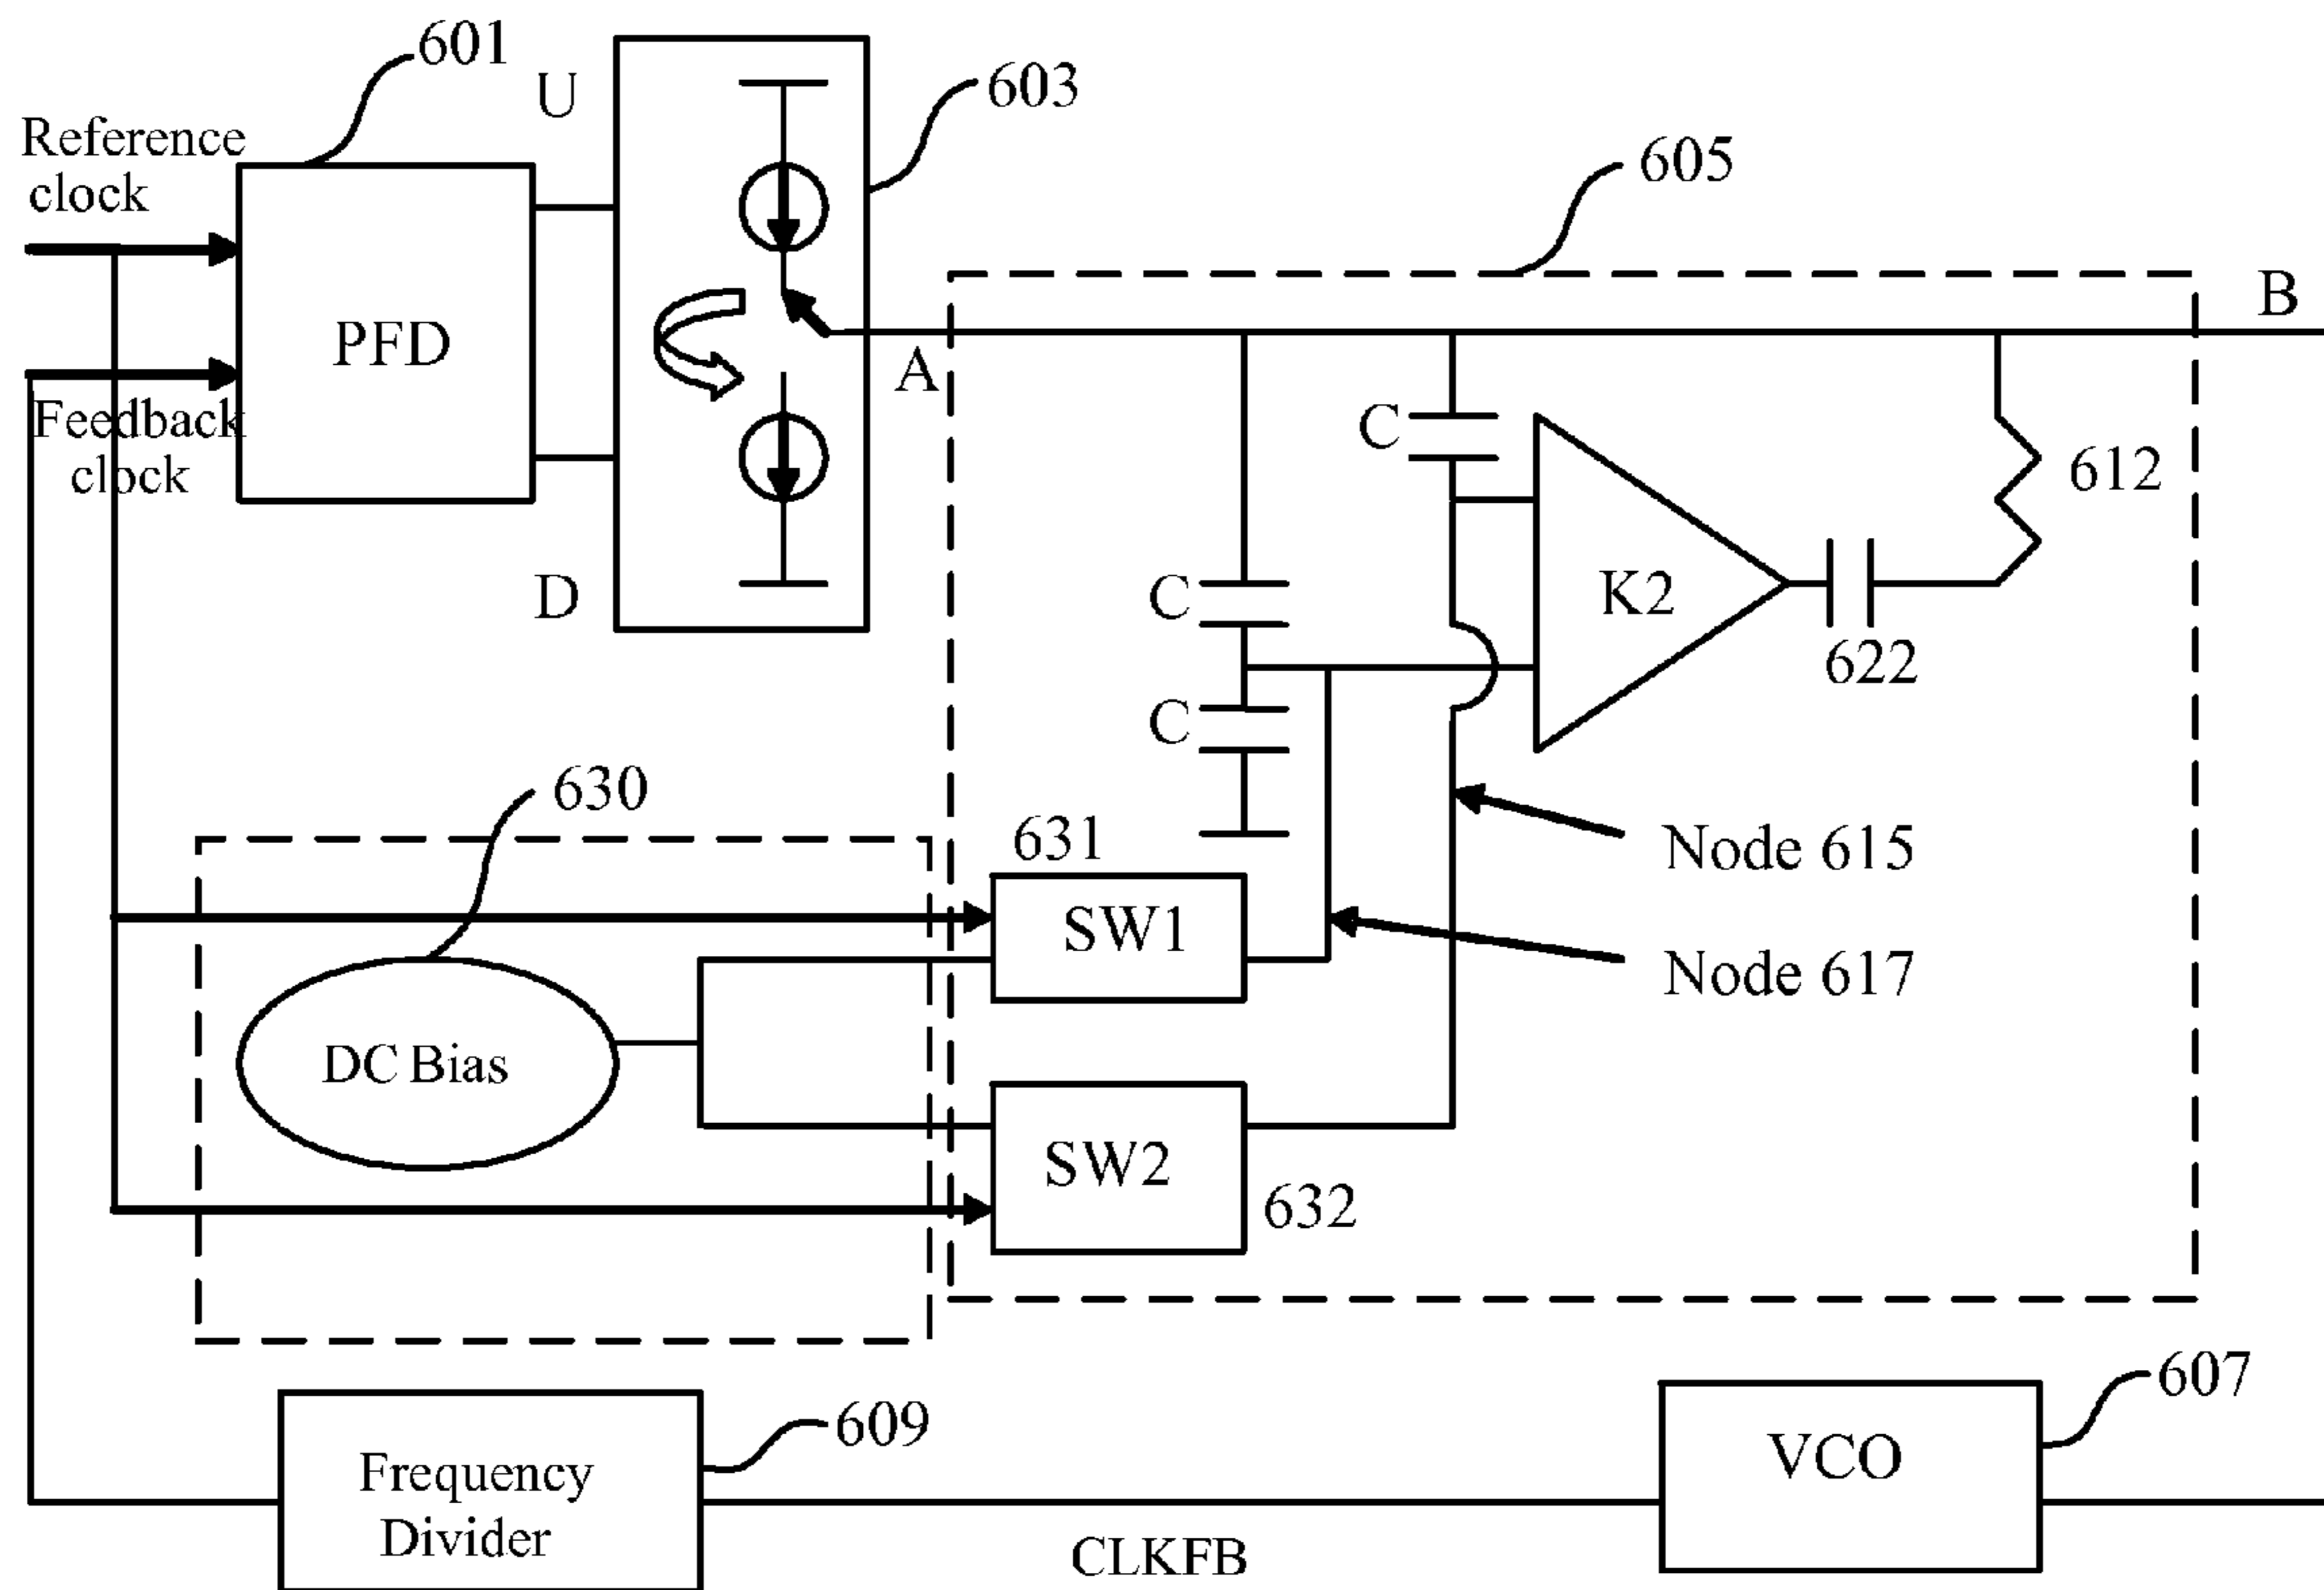 601
U
603
Reference
clock
605
B
PFD
A
Feedback
clock
C
612
D
C
K2
622
C
630
631
Node 615
SW1
Node 617
DC Bias
SW2
632
607
609
VCO
Frequency
Divider
CLKFB